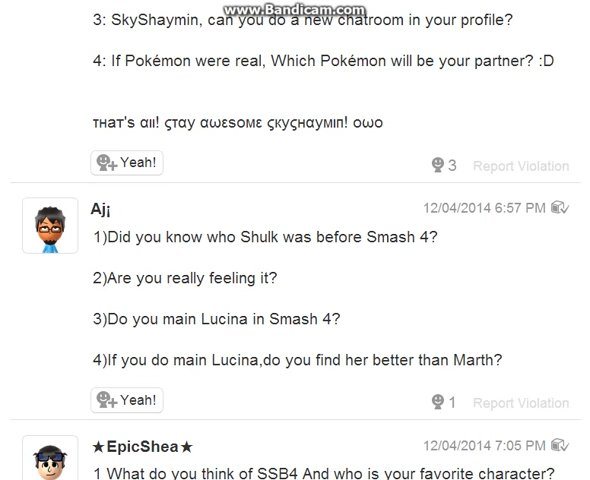 www.Bandicam.com
3: SkyShaymin, can you do a new chatroom in your profile?
4: If Pokémon were real, Which Pokémon will be your partner? :D
тнaт's αιι! ςταy αωεsoмε ςκyςнαyмιп! oωo
Yeah!
3
Report Violation
Aj¡
12/04/2014 6:57 PM
1)Did you know who Shulk was before Smash 4?
2)Are you really feeling it?
3)Do you main Lucina in Smash 4?
4)If you do main Lucina,do you find her better than Marth?
Yeah!
1
Report Violation
★EpicShea★
12/04/2014 7:05 PM
1 What do you think of SSB4 And who is your favorite character?